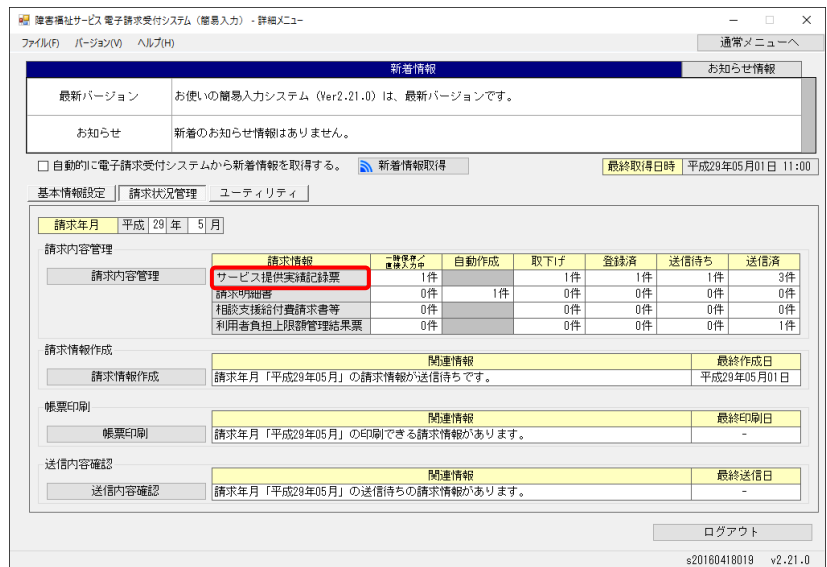 障害福祉サービス 電子請求受付システム（簡易入力） - 詳細メニュー
ファイル(F) バージョン(V) ヘルプ(H) 通常メニューへ
新着情報 お知らせ情報
最新バージョン お使いの簡易入力システム（Ver2.21.0）は、最新バージョンです。
お知らせ 新着のお知らせ情報はありません。
自動的に電子請求受付システムから新着情報を取得する。 新着情報取得 最終取得日時 平成29年05月01日 11:00
基本情報設定 請求状況管理 ユーティリティ
請求年月 平成 29 年 5 月
請求内容管理
請求情報 一時保存／直接入力中 自動作成 取下げ 登録済 送信待ち 送信済
請求内容管理 サービス提供実績記録票 1件 1件 1件 1件 3件
請求明細書 0件 1件 0件 0件 0件 0件
相談支援給付費請求書等 0件 0件 0件 0件 0件
利用者負担上限額管理結果票 0件 0件 0件 0件 1件
請求情報作成
関連情報 最終作成日
請求情報作成 請求年月「平成29年05月」の請求情報が送信待ちです。 平成29年05月01日
帳票印刷
関連情報 最終印刷日
帳票印刷 請求年月「平成29年05月」の印刷できる請求情報があります。 -
送信内容確認
関連情報 最終送信日
送信内容確認 請求年月「平成29年05月」の送信待ちの請求情報があります。 -
ログアウト
s20160418019 v2.21.0